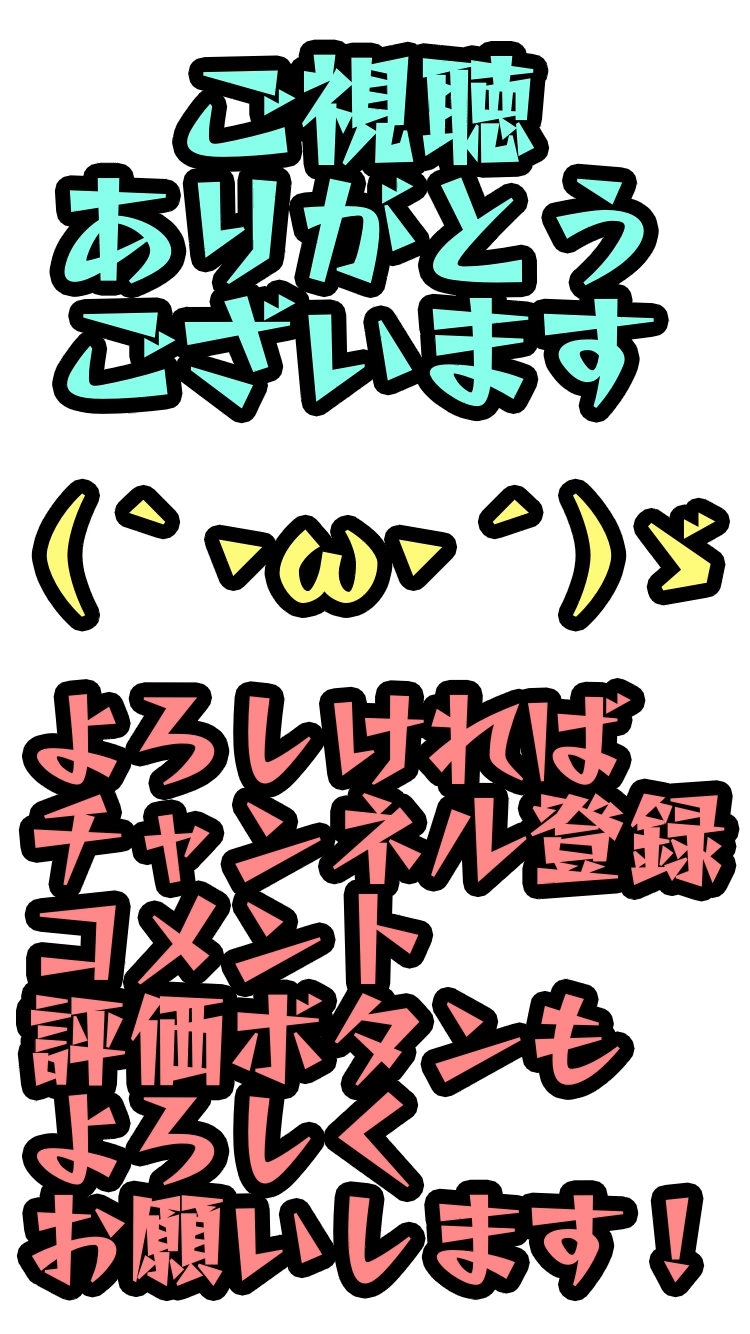 ご視聴
ありがとう
ございます
(｀・ω・´)ゞ
よろしければ
チャンネル登録
コメント
評価ボタンも
よろしく
お願いします！